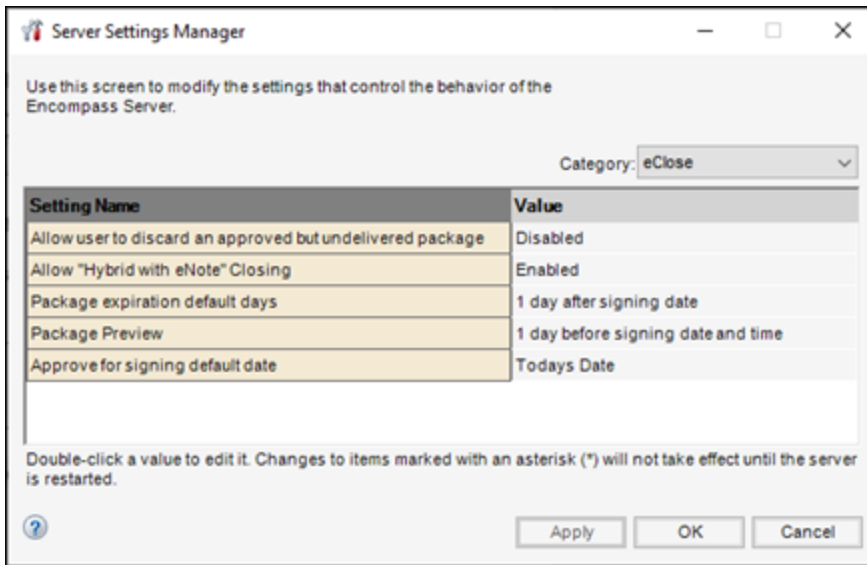 Server Settings Manager
Use this screen to modify the settings that control the behavior of the
Encompass Server.
Category: eClose
Setting Name Value
Allow user to discard an approved but undelivered package Disabled
Allow "Hybrid with eNote" Closing Enabled
Package expiration default days 1 day after signing date
Package Preview 1 day before signing date and time
Approve for signing default date Todays Date
Double-click a value to edit it. Changes to items marked with an asterisk (*) will not take effect until the server
is restarted.
? Apply OK Cancel